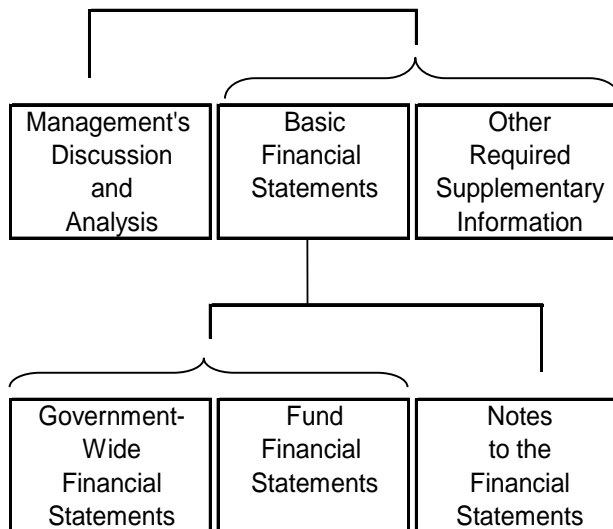 Management's
Discussion
and
Analysis
Basic
Financial
Statements
Other
Required
Supplementary
Information
Government-
Wide
Financial
Statements
Fund
Financial
Statements
Notes
to the
Financial
Statements